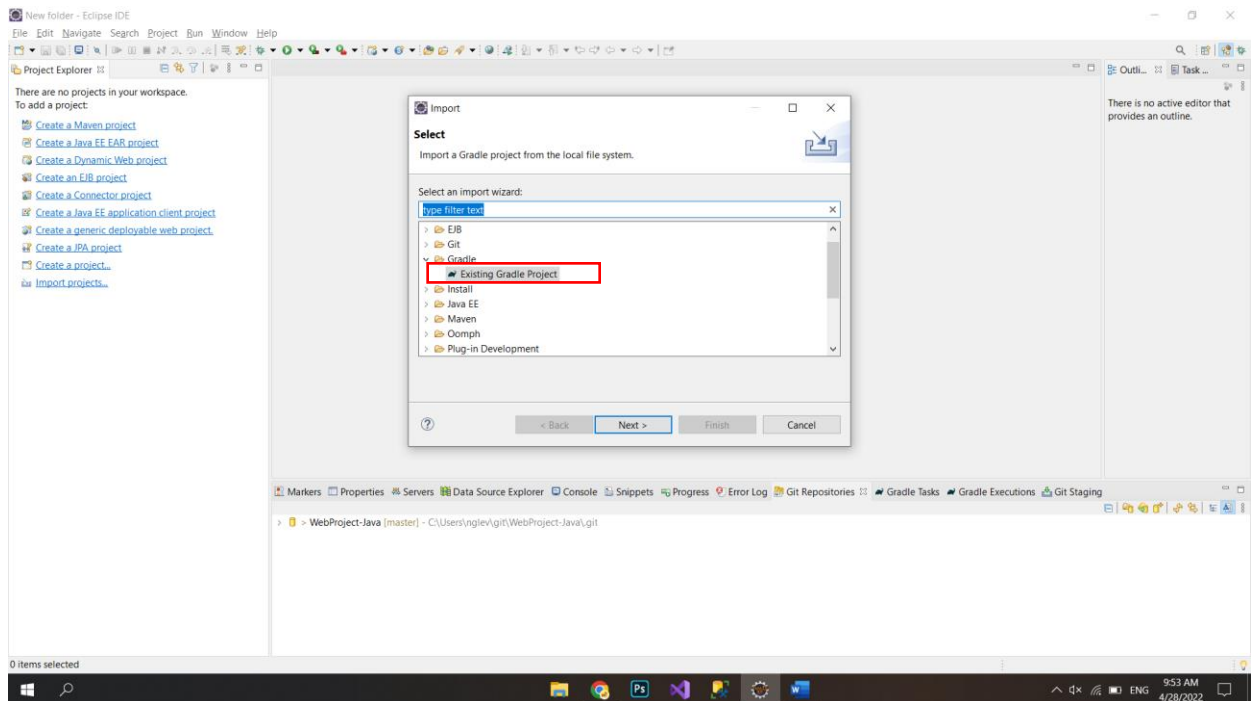 New folder - Eclipse IDE
File Edit Navigate Search Project Run Window Help
Project Explorer
There are no projects in your workspace.
To add a project:
Create a Maven project
Create a Java EE EAR project
Create a Dynamic Web project
Create an EJB project
Create a Connector project
Create a Java EE application client project
Create a generic deployable web project.
Create a JPA project
Create a project...
Import projects...
Import
Select
Import a Gradle project from the local file system.
Select an import wizard:
type filter text
EJB
Git
Gradle
Existing Gradle Project
Install
Java EE
Maven
Oomph
Plug-in Development
< Back Next > Finish Cancel
Outli... Task ...
There is no active editor that
provides an outline.
Markers Properties Servers Data Source Explorer Console Snippets Progress Error Log Git Repositories Gradle Tasks Gradle Executions Git Staging
> WebProject-Java [master] - C:\Users\nglev\git\WebProject-Java\.git
0 items selected
Ps
ENG
9:53 AM
4/28/2022